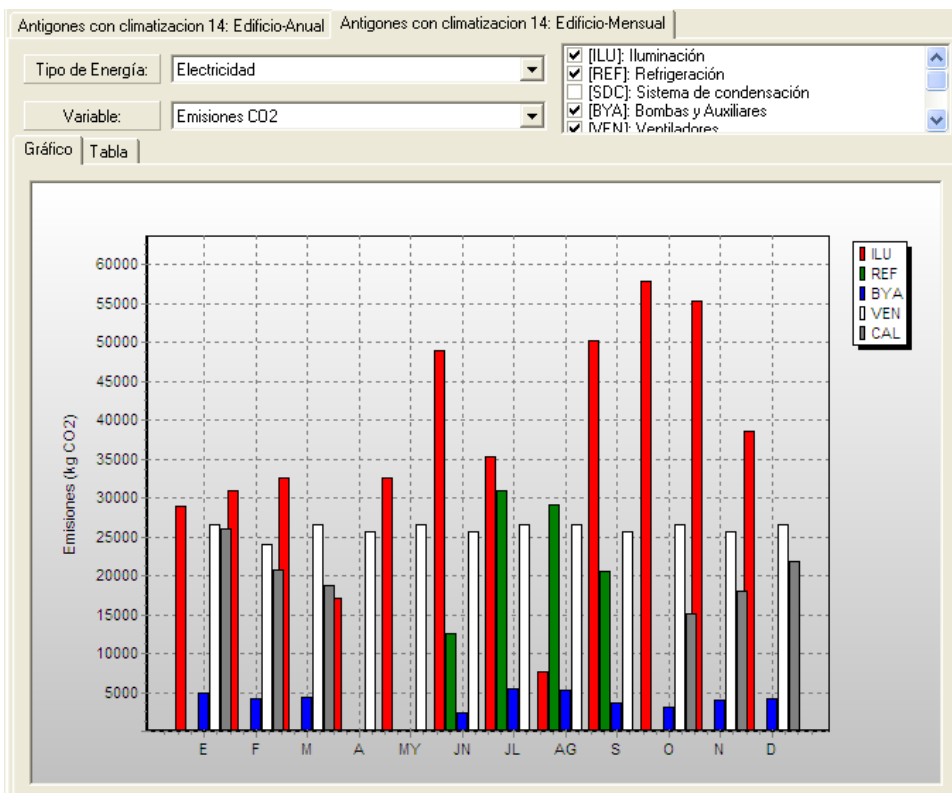 Antigones con climatizacion 14: Edificio-Anual
Antigones con climatizacion 14: Edificio-Mensual
Tipo de Energía:
Electricidad
Variable:
Emisiones CO2
[ILU]: Iluminación
[REF]: Refrigeración
[SDC]: Sistema de condensación
[BYA]: Bombas y Auxiliares
[VEN]: Ventiladores
Gráfico
Tabla
Emisiones (kg CO2)
60000
55000
50000
45000
40000
35000
30000
25000
20000
15000
10000
5000
E F M A MY JN JL AG S O N D
ILU
REF
BYA
VEN
CAL